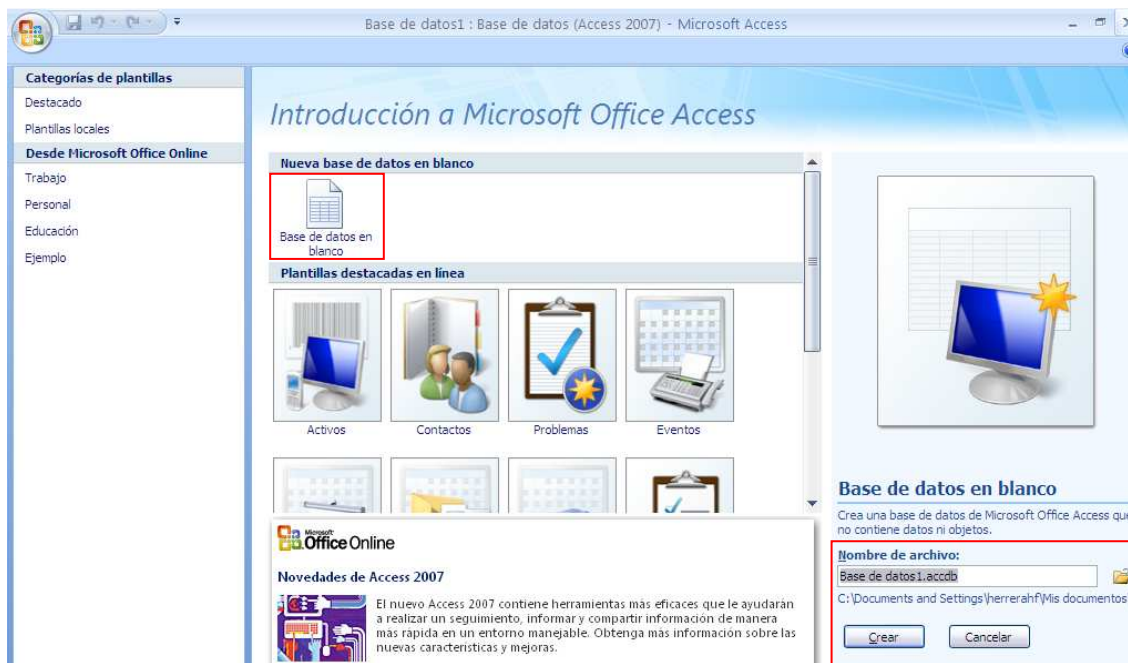 Base de datos1 : Base de datos (Access 2007) - Microsoft Access
Categorías de plantillas
Destacado
Plantillas locales
Desde Microsoft Office Online
Trabajo
Personal
Educación
Ejemplo
Introducción a Microsoft Office Access
Nueva base de datos en blanco
Base de datos en
blanco
Plantillas destacadas en línea
Activos
Contactos
Problemas
Eventos
Microsoft
Office Online
Novedades de Access 2007
El nuevo Access 2007 contiene herramientas más eficaces que le ayudarán
a realizar un seguimiento, informar y compartir información de manera
más rápida en un entorno manejable. Obtenga más información sobre las
nuevas características y mejoras.
Base de datos en blanco
Crea una base de datos de Microsoft Office Access que
no contiene datos ni objetos.
Nombre de archivo:
Base de datos1.accdb
C:\Documents and Settings\herrerahf\Mis documentos\
Crear
Cancelar